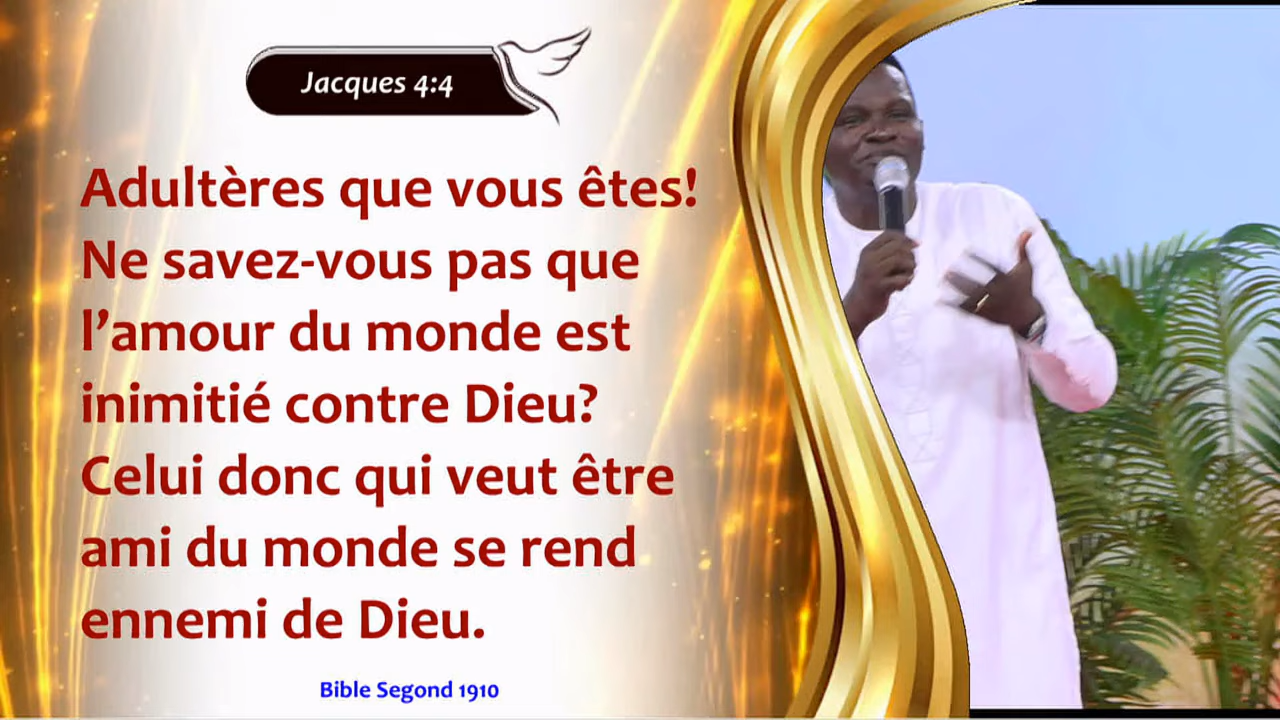 Jacques 4:4
Adultères que vous êtes!
Ne savez-vous pas que
l’amour du monde est
inimitié contre Dieu?
Celui donc qui veut être
ami du monde se rend
ennemi de Dieu.
Bible Segond 1910